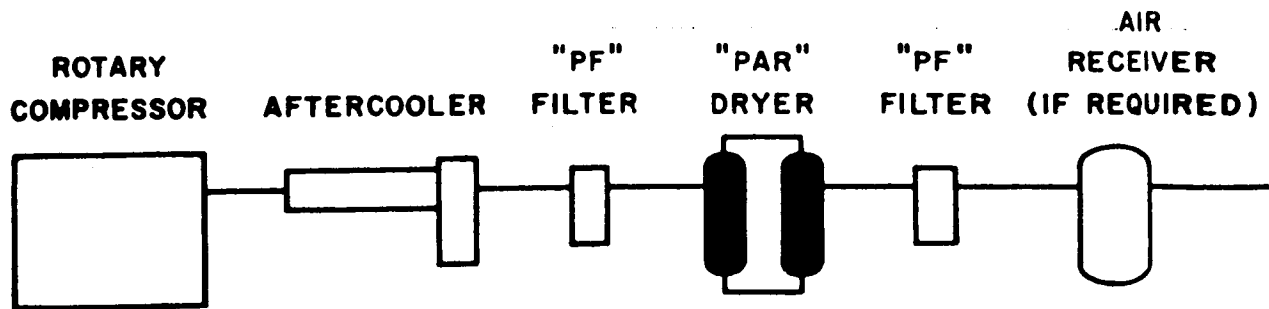 ROTARY
COMPRESSOR
AFTERCOOLER
"PF"
FILTER
"PAR"
DRYER
"PF"
FILTER
AIR
RECEIVER
(IF REQUIRED)